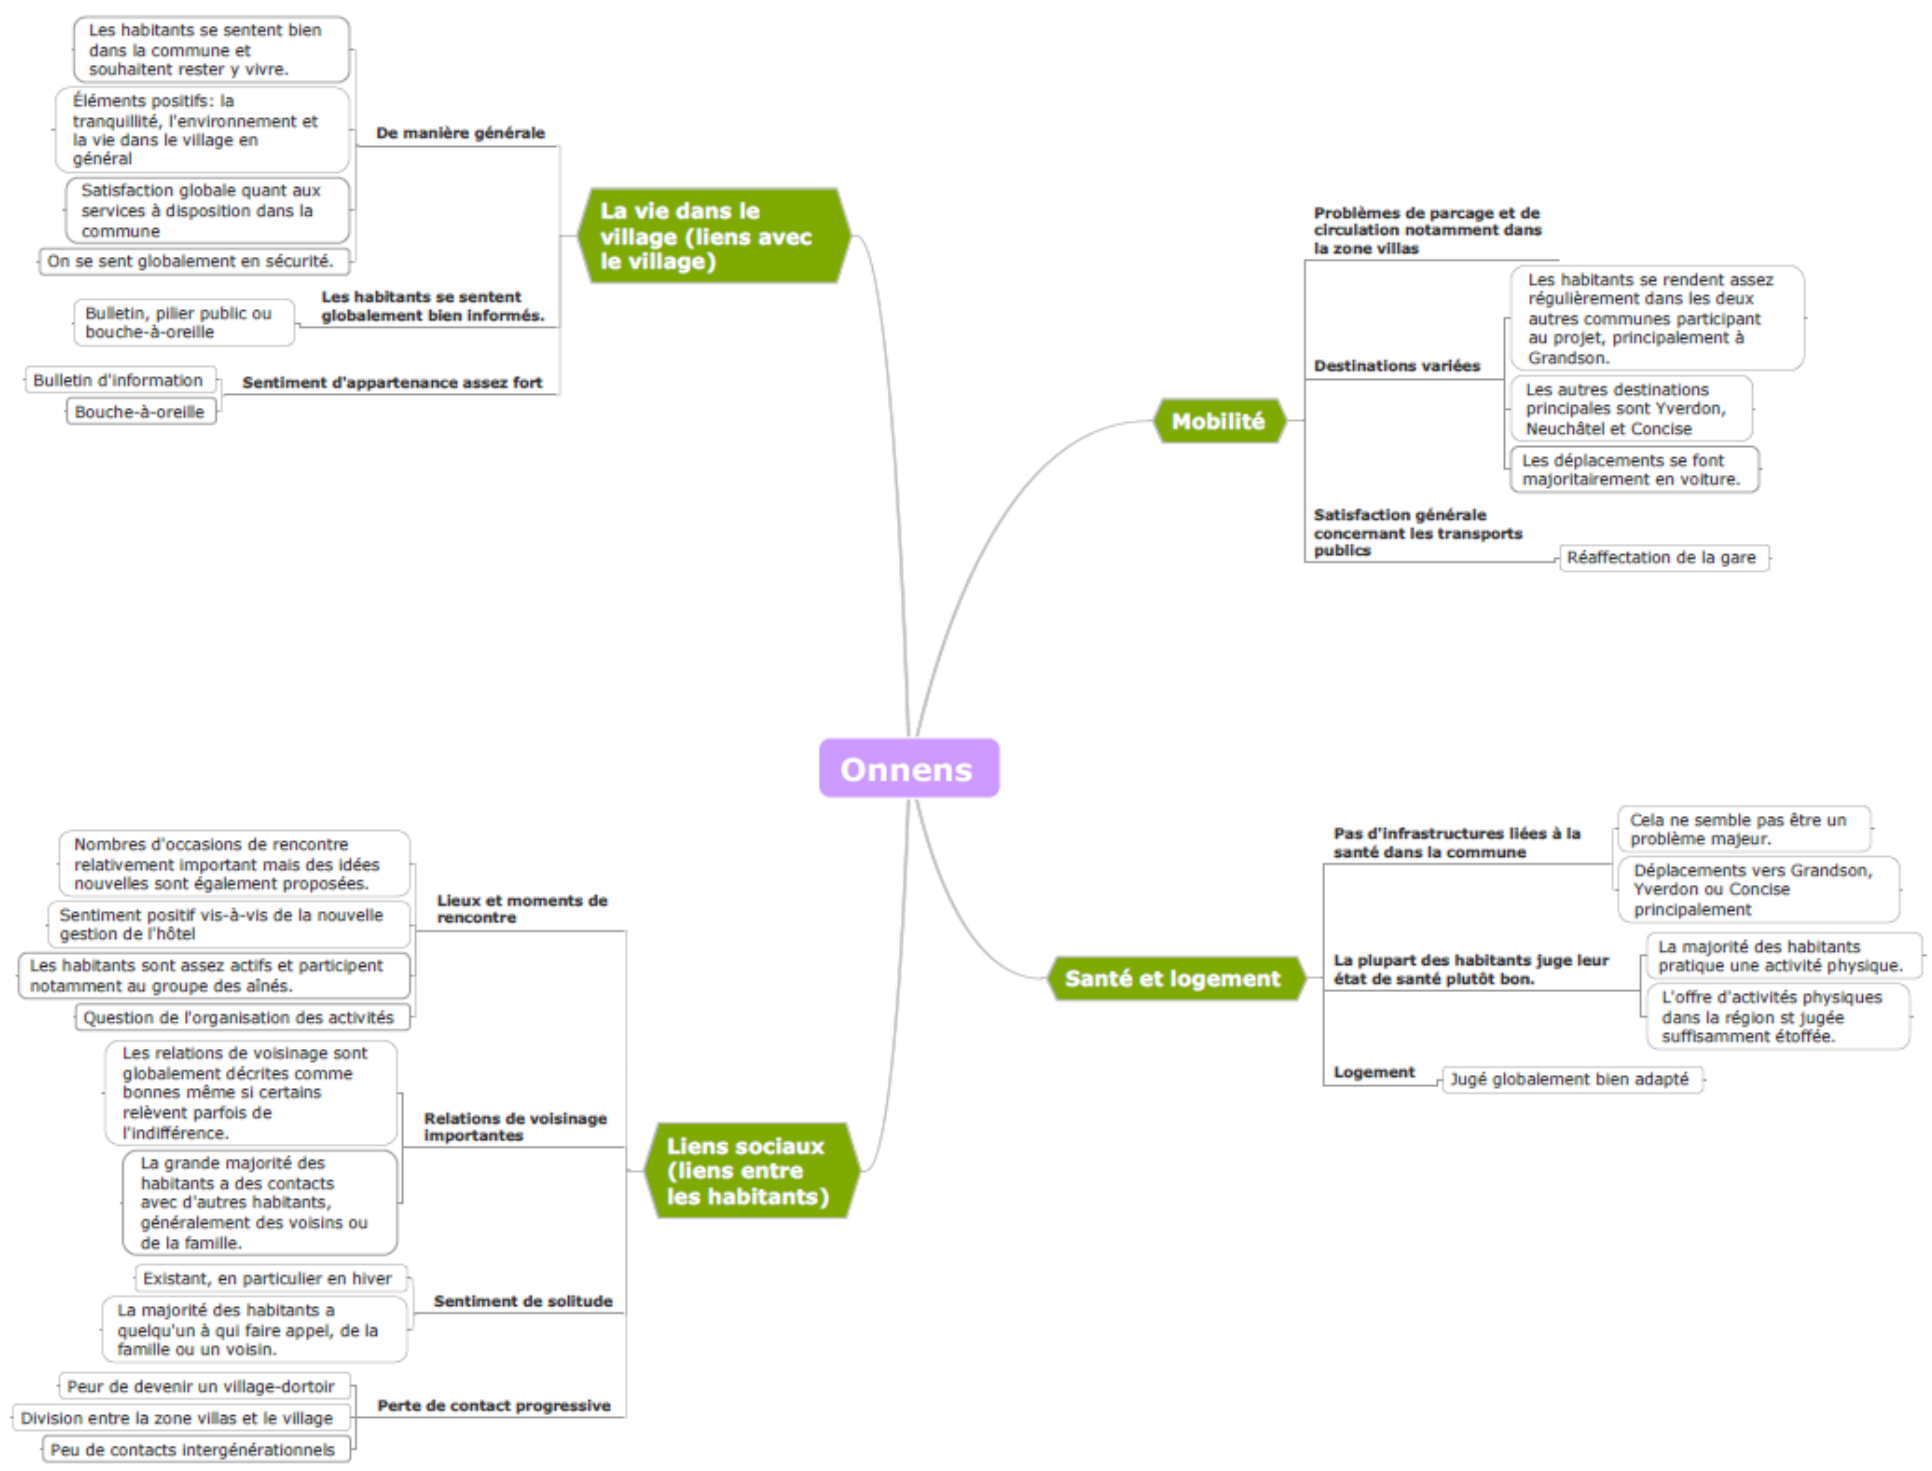 Les habitants se sentent bien
dans la commune et
souhaitent rester y vivre.
Éléments positifs: la
tranquillité, l'environnement et
la vie dans le village en
général
Satisfaction globale quant aux
services à disposition dans la
commune
On se sent globalement en sécurité.
De manière générale
Bulletin, pilier public ou
bouche-à-oreille
Les habitants se sentent
globalement bien informés.
Bulletin d'information
Bouche-à-oreille
Sentiment d'appartenance assez fort
La vie dans le
village (liens avec
le village)
Mobilité
Problèmes de parcage et de
circulation notamment dans
la zone villas
Destinations variées
Les habitants se rendent assez
régulièrement dans les deux
autres communes participant
au projet, principalement à
Grandson.
Les autres destinations
principales sont Yverdon,
Neuchâtel et Concise
Les déplacements se font
majoritairement en voiture.
Satisfaction générale
concernant les transports
publics
Réaffectation de la gare
Onnens
Nombres d'occasions de rencontre
relativement important mais des idées
nouvelles sont également proposées.
Sentiment positif vis-à-vis de la nouvelle
gestion de l'hôtel
Les habitants sont assez actifs et participent
notamment au groupe des aînés.
Question de l'organisation des activités
Lieux et moments de
rencontre
Les relations de voisinage sont
globalement décrites comme
bonnes même si certains
relèvent parfois de
l'indifférence.
La grande majorité des
habitants a des contacts
avec d'autres habitants,
généralement des voisins ou
de la famille.
Relations de voisinage
importantes
Existant, en particulier en hiver
La majorité des habitants a
quelqu'un à qui faire appel, de la
famille ou un voisin.
Sentiment de solitude
Peur de devenir un village-dortoir
Division entre la zone villas et le village
Peu de contacts intergénérationnels
Perte de contact progressive
Liens sociaux
(liens entre
les habitants)
Santé et logement
Pas d'infrastructures liées à la
santé dans la commune
Cela ne semble pas être un
problème majeur.
Déplacements vers Grandson,
Yverdon ou Concise
principalement
La plupart des habitants juge leur
état de santé plutôt bon.
La majorité des habitants
pratique une activité physique.
L'offre d'activités physiques
dans la région st jugée
suffisamment étoffée.
Logement
Jugé globalement bien adapté